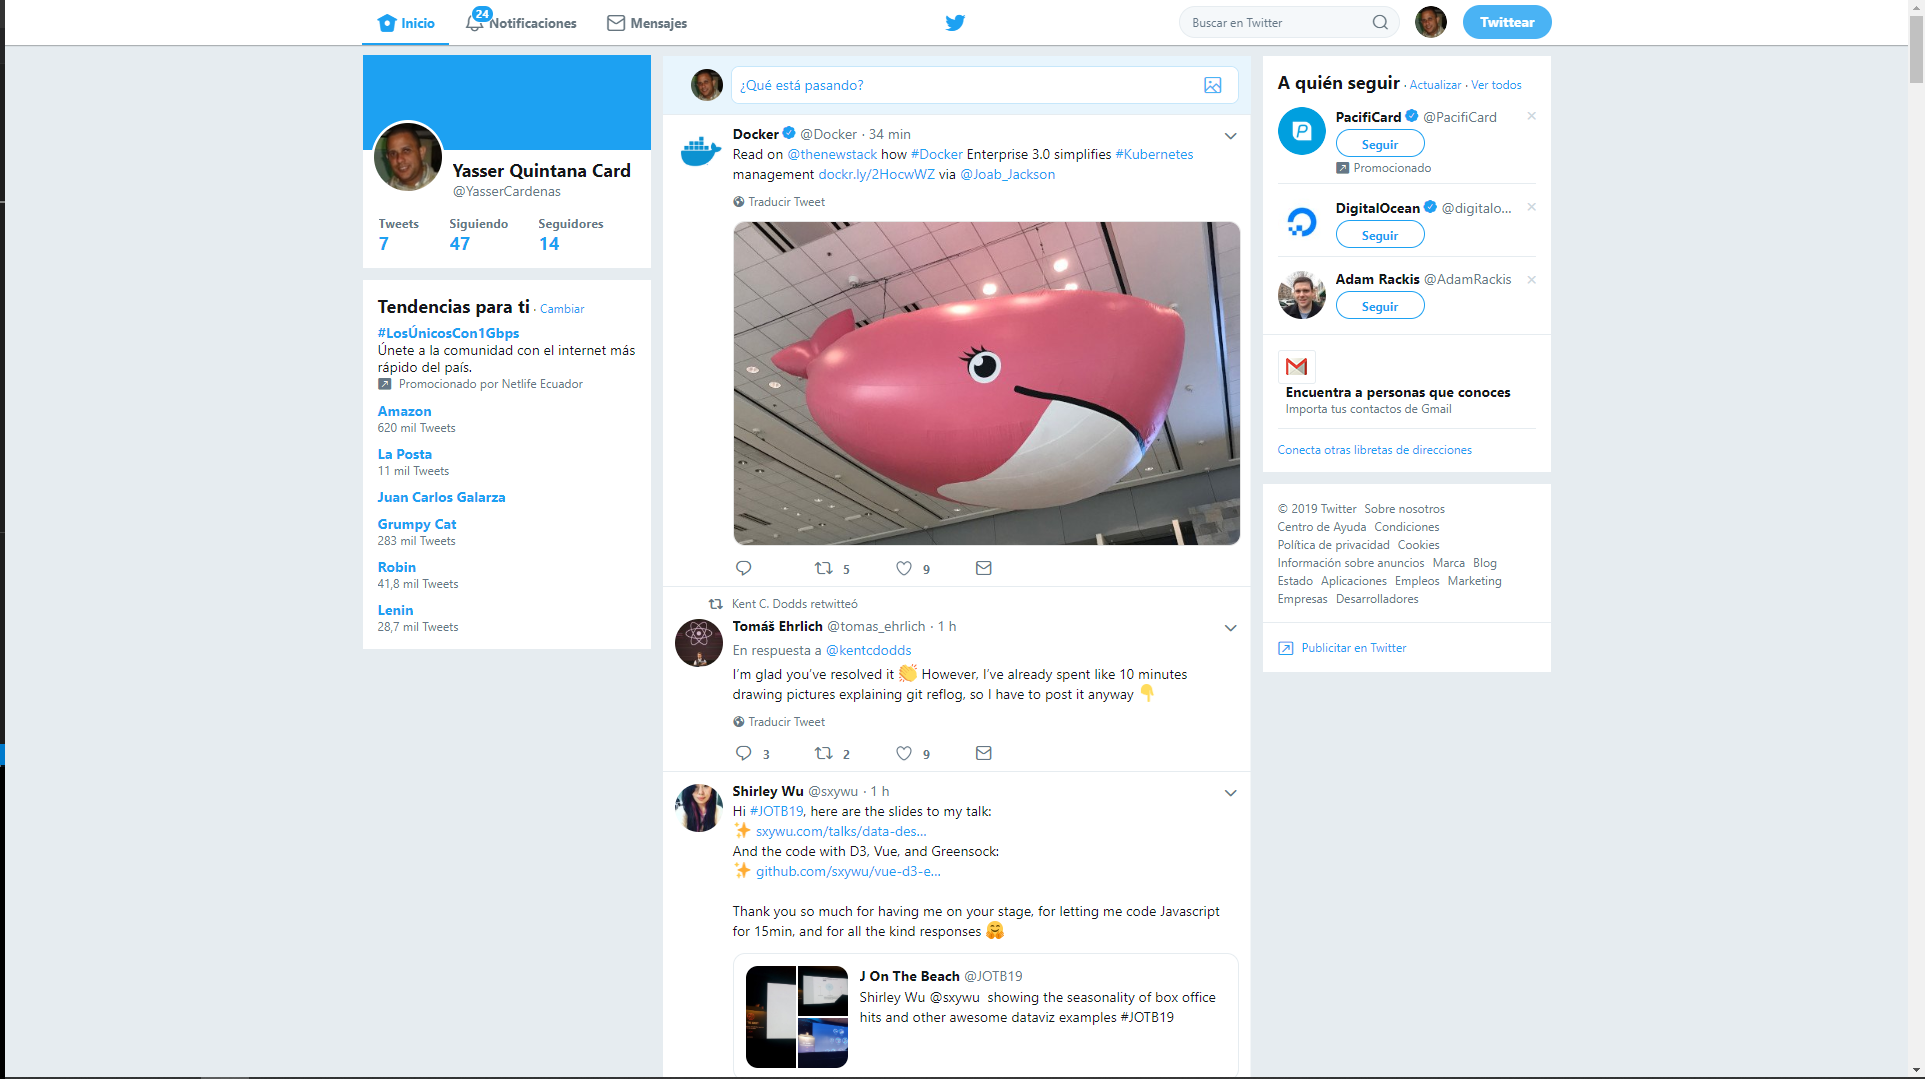 Inicio
24
Notificaciones
Mensajes
Buscar en Twitter
Twittear
Yasser Quintana Card
@YasserCardenas
Tweets Siguiendo Seguidores
7 47 14
Tendencias para ti · Cambiar
#LosÚnicosCon1Gbps
Únete a la comunidad con el internet más
rápido del país.
Promocionado por Netlife Ecuador
Amazon
620 mil Tweets
La Posta
11 mil Tweets
Juan Carlos Galarza
Grumpy Cat
283 mil Tweets
Robin
41,8 mil Tweets
Lenin
28,7 mil Tweets
¿Qué está pasando?
Docker @Docker · 34 min
Read on @thenewstack how #Docker Enterprise 3.0 simplifies #Kubernetes
management dockr.ly/2HocwWZ via @Joab_Jackson
Traducir Tweet
5 9
Kent C. Dodds retwitteó
Tomáš Ehrlich @tomas_ehrlich · 1 h
En respuesta a @kentcdodds
I’m glad you’ve resolved it 👏 However, I’ve already spent like 10 minutes
drawing pictures explaining git reflog, so I have to post it anyway 👇
Traducir Tweet
3 2 9
Shirley Wu @sxywu · 1 h
Hi #JOTB19, here are the slides to my talk:
✨ sxywu.com/talks/data-des...
And the code with D3, Vue, and Greensock:
✨ github.com/sxywu/vue-d3-e...
Thank you so much for having me on your stage, for letting me code Javascript
for 15min, and for all the kind responses 🤗
J On The Beach @JOTB19
Shirley Wu @sxywu showing the seasonality of box office
hits and other awesome dataviz examples #JOTB19
A quién seguir · Actualizar · Ver todos
PacifiCard @PacifiCard
Seguir
Promocionado
DigitalOcean @digitalo...
Seguir
Adam Rackis @AdamRackis
Seguir
Encuentra a personas que conoces
Importa tus contactos de Gmail
Conecta otras libretas de direcciones
© 2019 Twitter Sobre nosotros
Centro de Ayuda Condiciones
Política de privacidad Cookies
Información sobre anuncios Marca Blog
Estado Aplicaciones Empleos Marketing
Empresas Desarrolladores
Publicitar en Twitter